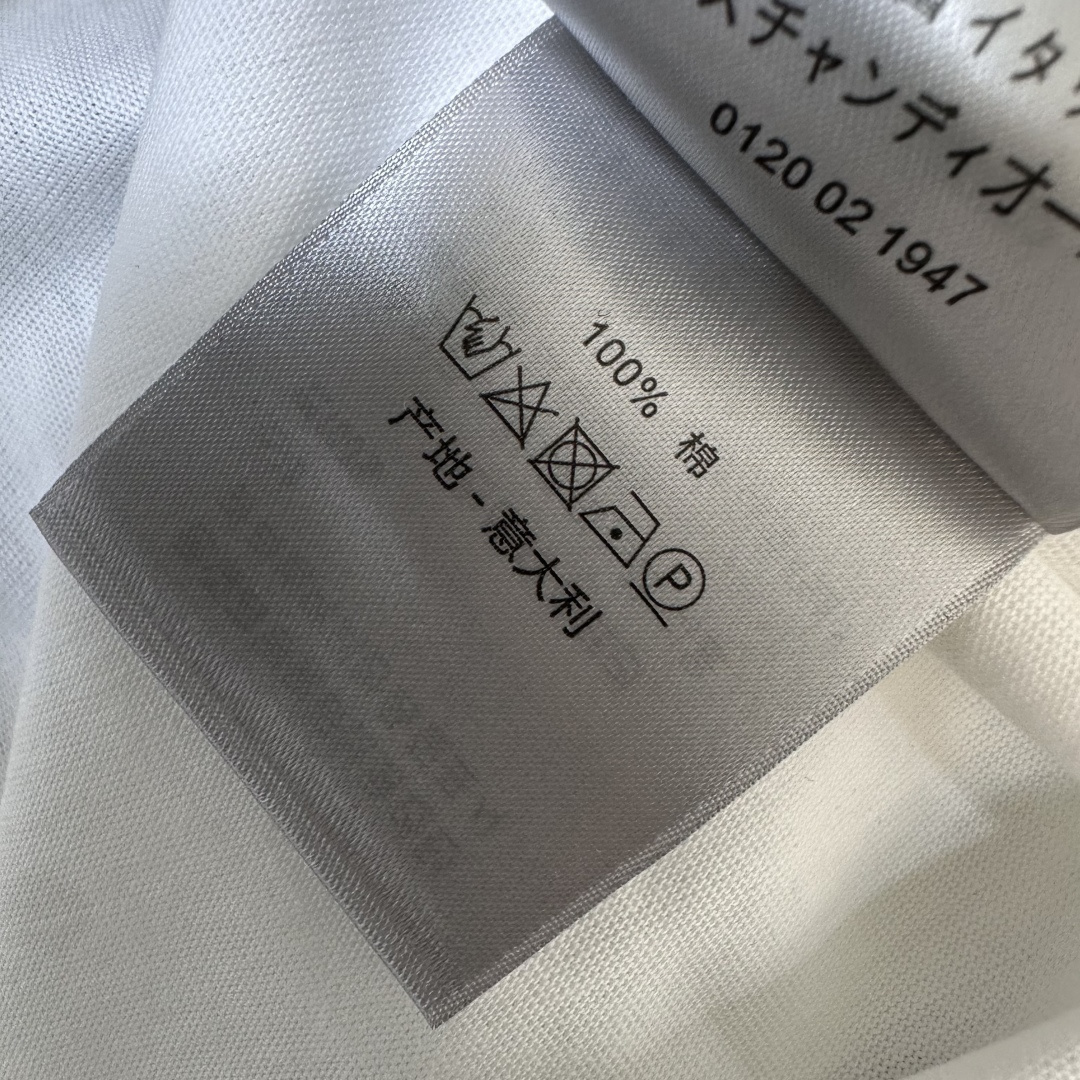 イタリ
スチャンディオー
0120 02 1947
100% 棉
P
产地 - 意大利